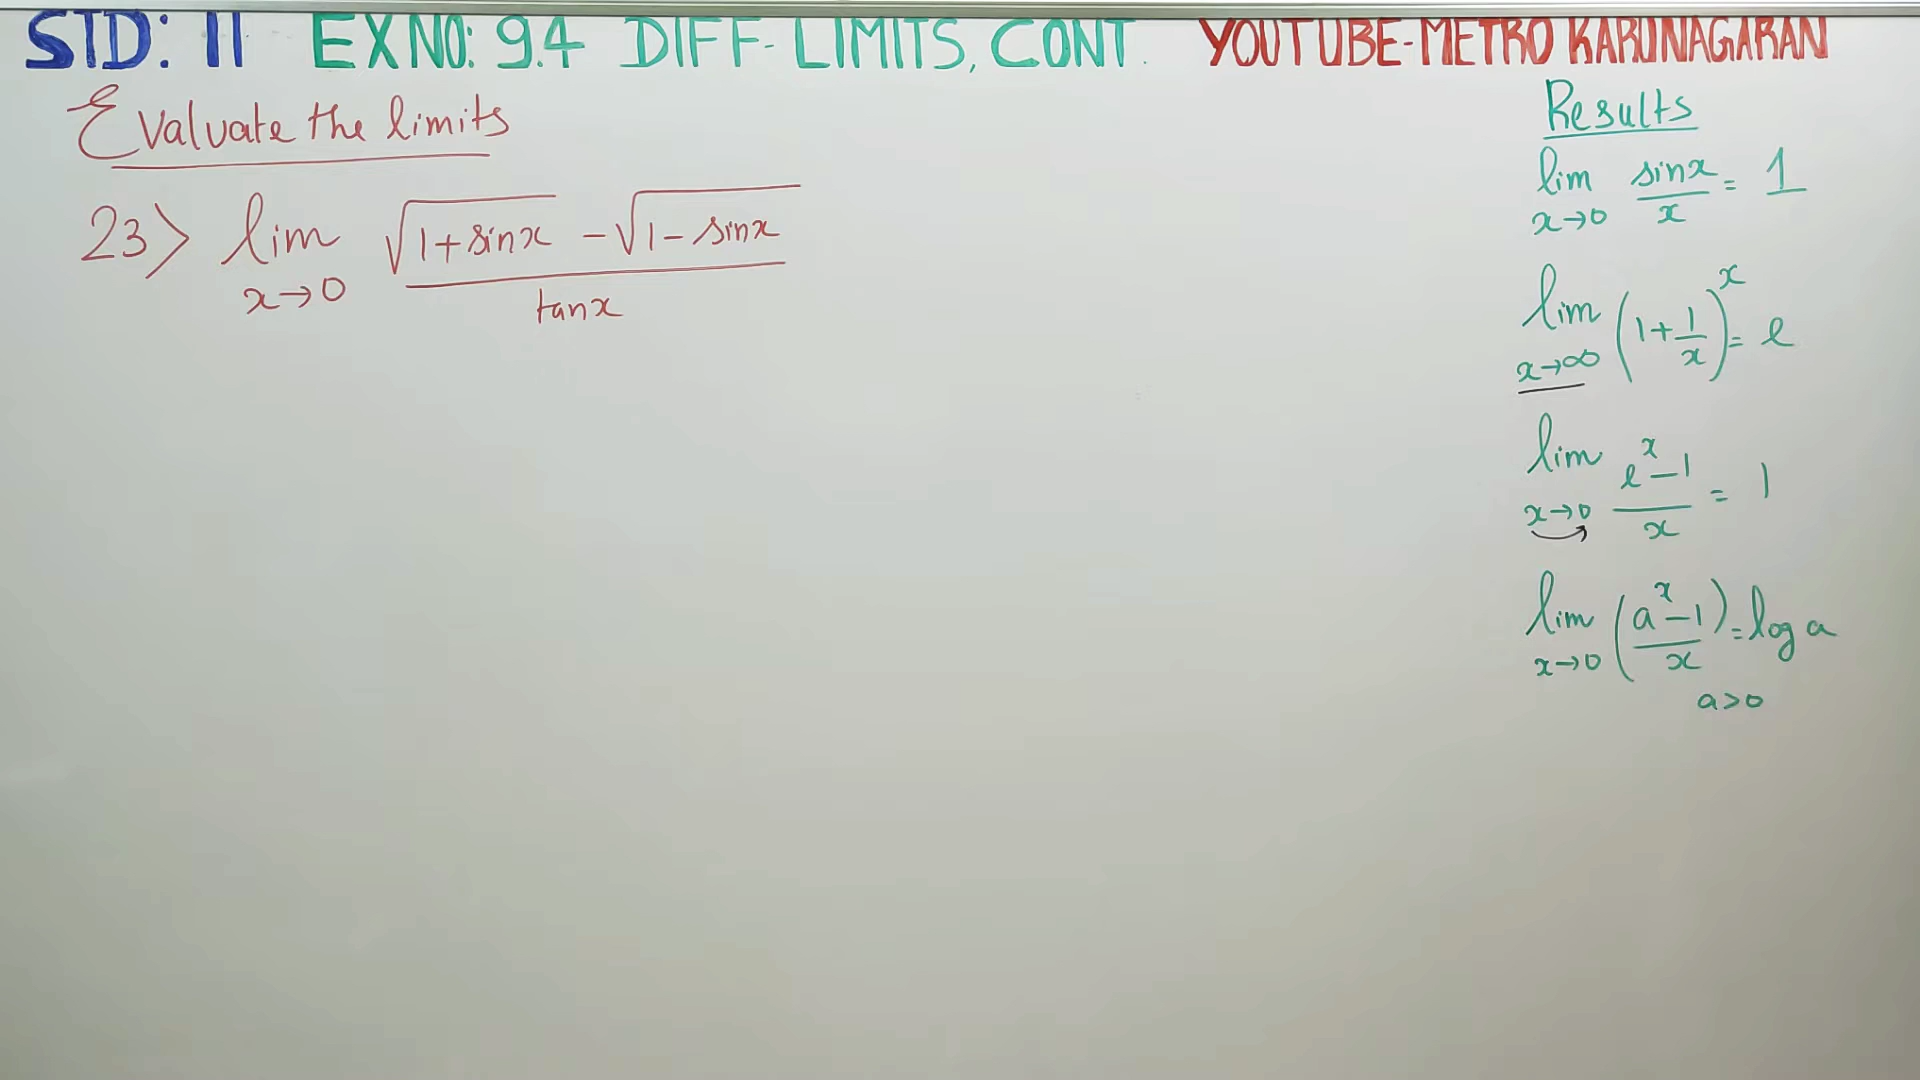 STD: 11 EX NO: 9.4 DIFF- LIMITS, CONT. YOUTUBE-METRO KARUNAGARAN
Evaluate the limits
23> lim x→0 (√(1+sinx) - √(1-sinx)) / tanx
Results
lim x→0 sinx/x = 1
lim x→∞ (1+1/x)^x = e
lim x→0 (e^x-1)/x = 1
lim x→0 ((a^x-1)/x) = log a
a>0